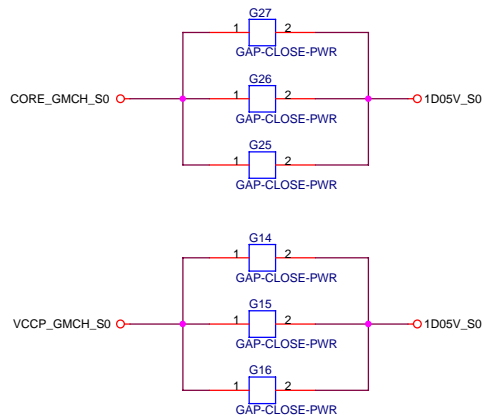 G27
1 2
GAP-CLOSE-PWR
G26
CORE_GMCH_S0 1 2 1D05V_S0
GAP-CLOSE-PWR
G25
1 2
GAP-CLOSE-PWR
G14
1 2
GAP-CLOSE-PWR
G15
VCCP_GMCH_S0 1 2 1D05V_S0
GAP-CLOSE-PWR
G16
1 2
GAP-CLOSE-PWR